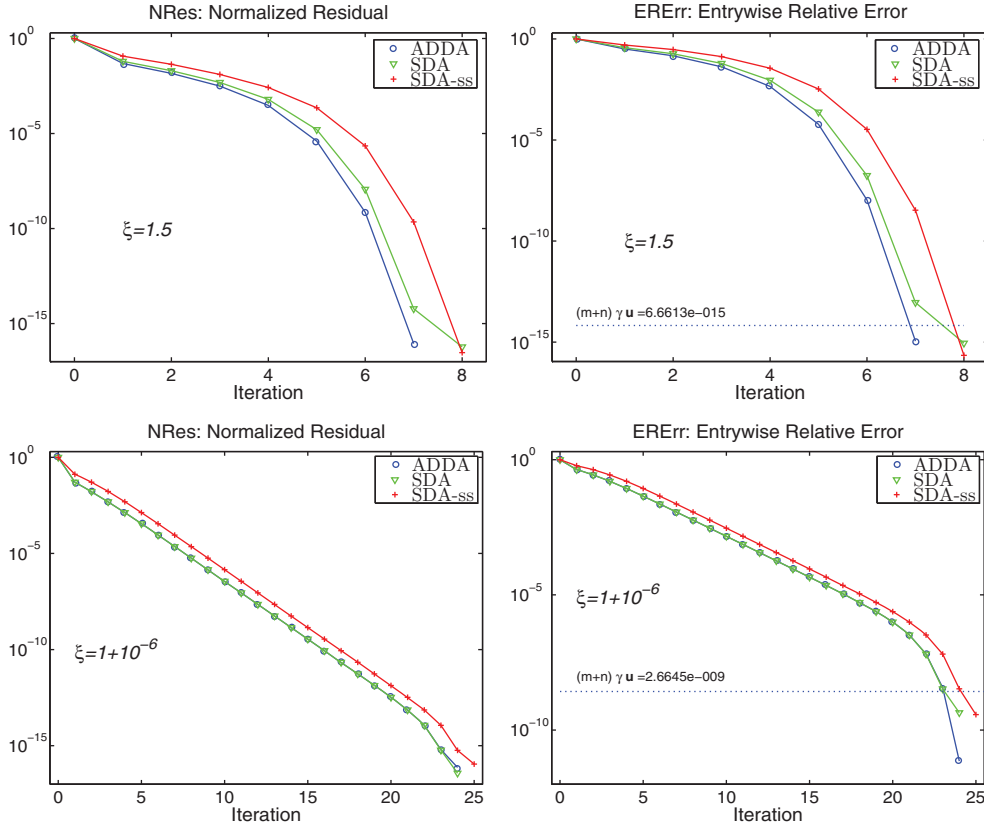 NRes: Normalized Residual
10^0
10^-5
10^-10
10^-15
ADDA
SDA
SDA-ss
ξ=1.5
0 2 4 6 8
Iteration
ERErr: Entrywise Relative Error
10^0
10^-5
10^-10
10^-15
ADDA
SDA
SDA-ss
ξ=1.5
(m+n) γ u =6.6613e-015
0 2 4 6 8
Iteration
NRes: Normalized Residual
10^0
10^-5
10^-10
10^-15
ADDA
SDA
SDA-ss
ξ=1+10^-6
0 5 10 15 20 25
Iteration
ERErr: Entrywise Relative Error
10^0
10^-5
10^-10
ADDA
SDA
SDA-ss
ξ=1+10^-6
(m+n) γ u =2.6645e-009
0 5 10 15 20 25
Iteration